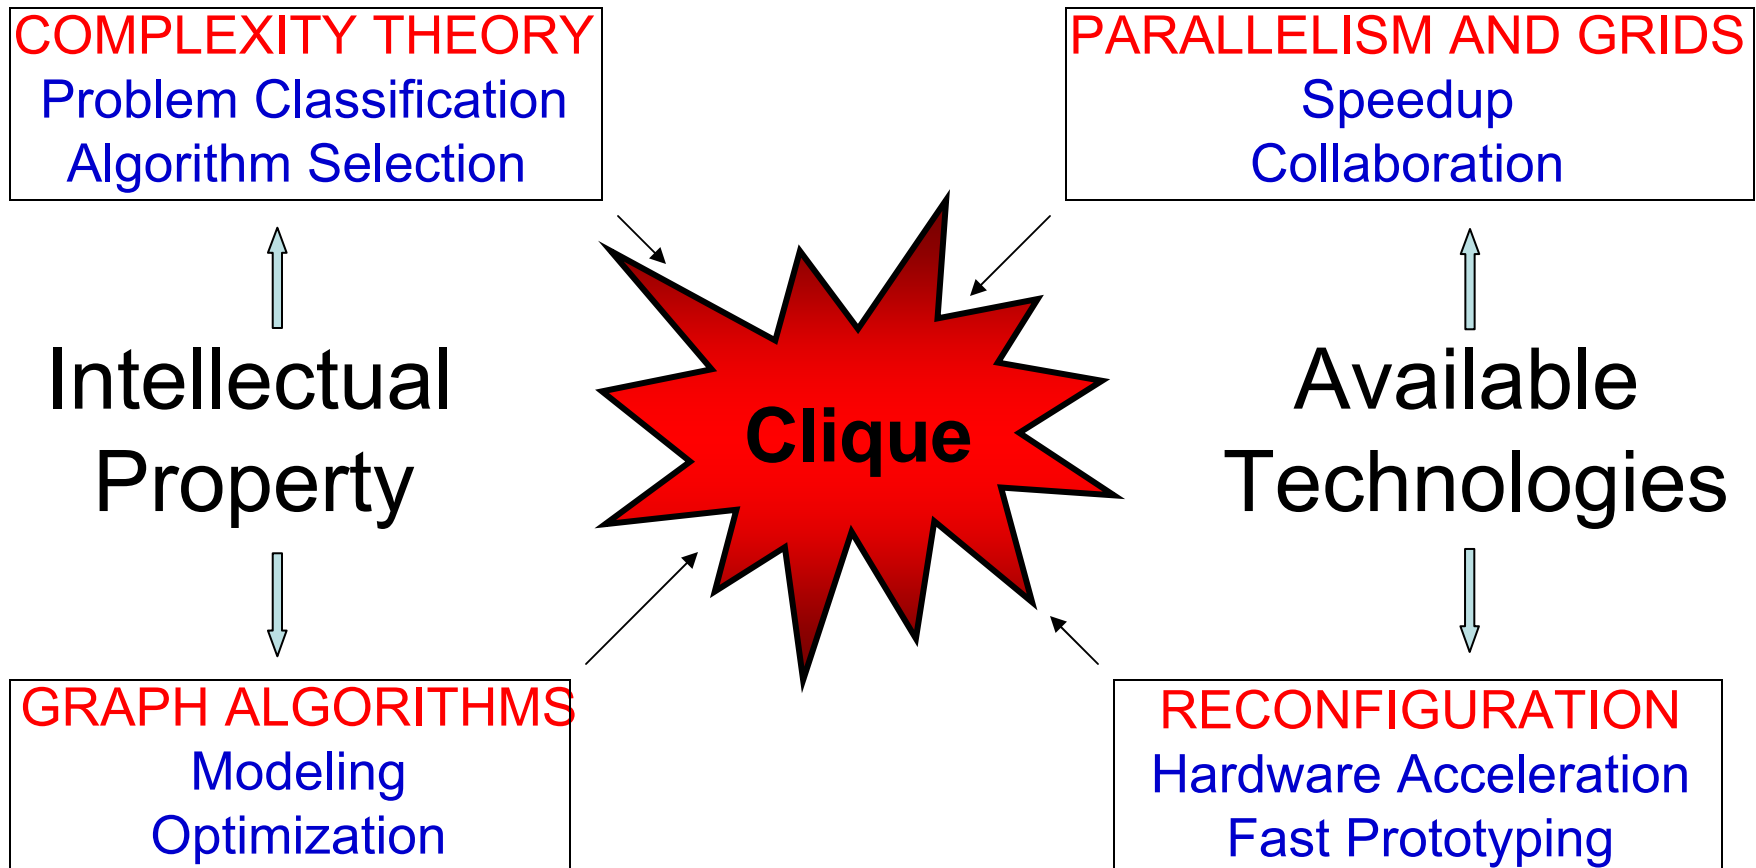 COMPLEXITY THEORY
Problem Classification
Algorithm Selection
PARALLELISM AND GRIDS
Speedup
Collaboration
Intellectual
Property
Clique
Available
Technologies
GRAPH ALGORITHMS
Modeling
Optimization
RECONFIGURATION
Hardware Acceleration
Fast Prototyping